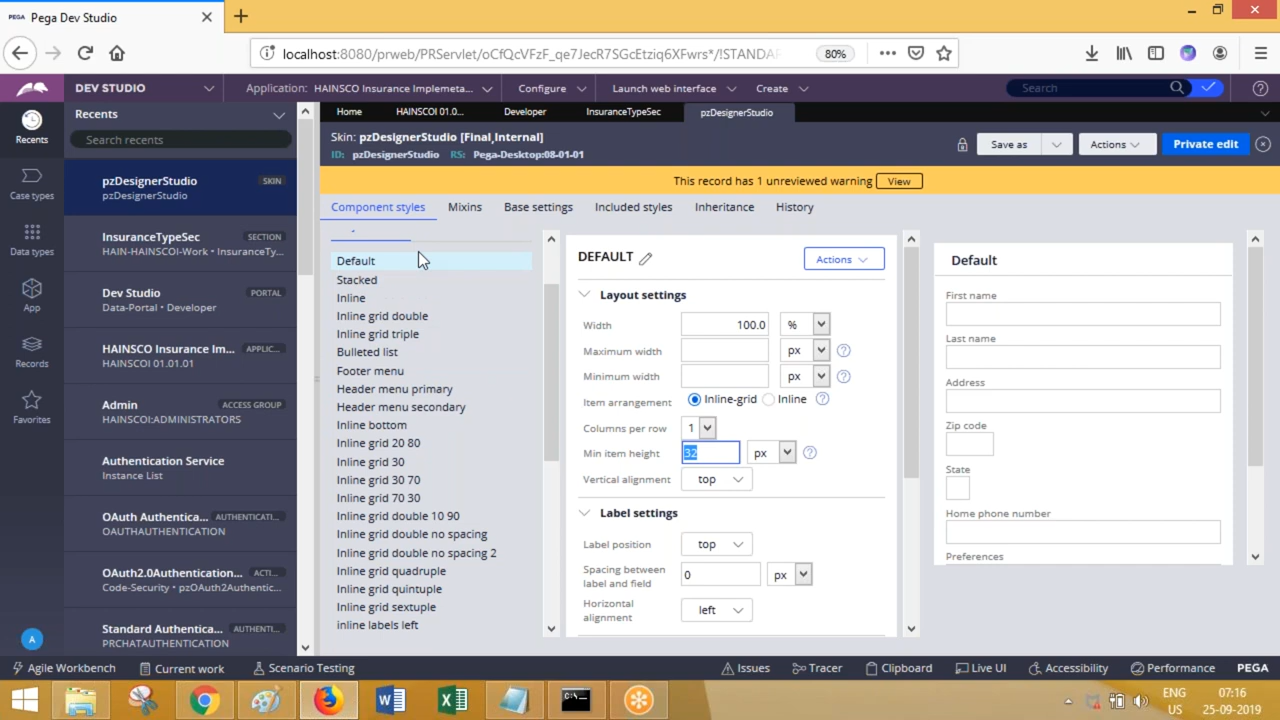 PEGA Pega Dev Studio
localhost:8080/prweb/PRServlet/oCfQcVFzF_qe7JecR7SGcEtziq6XFwrs*/!STANDAR
80%
DEV STUDIO
Application: HAINSCO Insurance Implemeta...
Configure
Launch web interface
Create
Search
Recents
Recents
Search recents
Case types
Data types
App
Records
Favorites
A
pzDesignerStudio SKIN
pzDesignerStudio
InsuranceTypeSec SECTION
HAIN-HAINSCOI-Work • InsuranceTy...
Dev Studio PORTAL
Data-Portal • Developer
HAINSCO Insurance Im... APPLIC...
HAINSCOI 01.01.01
Admin ACCESS GROUP
HAINSCOI:ADMINISTRATORS
Authentication Service
Instance List
OAuth Authentica... AUTHENTICATI...
OAUTHAUTHENTICATION
OAuth2.0Authentication... ACTI...
Code-Security • pzOAuth2Authentic...
Standard Authentica... AUTHENTI...
PRCHATAUTHENTICATION
Home
HAINSCOI 01.0...
Developer
InsuranceTypeSec
pzDesignerStudio
Skin: pzDesignerStudio [Final,Internal]
ID: pzDesignerStudio RS: Pega-Desktop:08-01-01
Save as
Actions
Private edit
This record has 1 unreviewed warning View
Component styles
Mixins
Base settings
Included styles
Inheritance
History
Default
Stacked
Inline
Inline grid double
Inline grid triple
Bulleted list
Footer menu
Header menu primary
Header menu secondary
Inline bottom
Inline grid 20 80
Inline grid 30
Inline grid 30 70
Inline grid 70 30
Inline grid double 10 90
Inline grid double no spacing
Inline grid double no spacing 2
Inline grid quadruple
Inline grid quintuple
Inline grid sextuple
inline labels left
DEFAULT
Actions
Layout settings
Width 100.0 %
Maximum width px
Minimum width px
Item arrangement Inline-grid Inline
Columns per row 1
Min item height 32 px
Vertical alignment top
Label settings
Label position top
Spacing between
label and field
0 px
Horizontal
alignment
left
Default
First name
Last name
Address
Zip code
State
Home phone number
Preferences
Agile Workbench
Current work
Scenario Testing
Issues
Tracer
Clipboard
Live UI
Accessibility
Performance
PEGA
ENG
US
07:16
25-09-2019